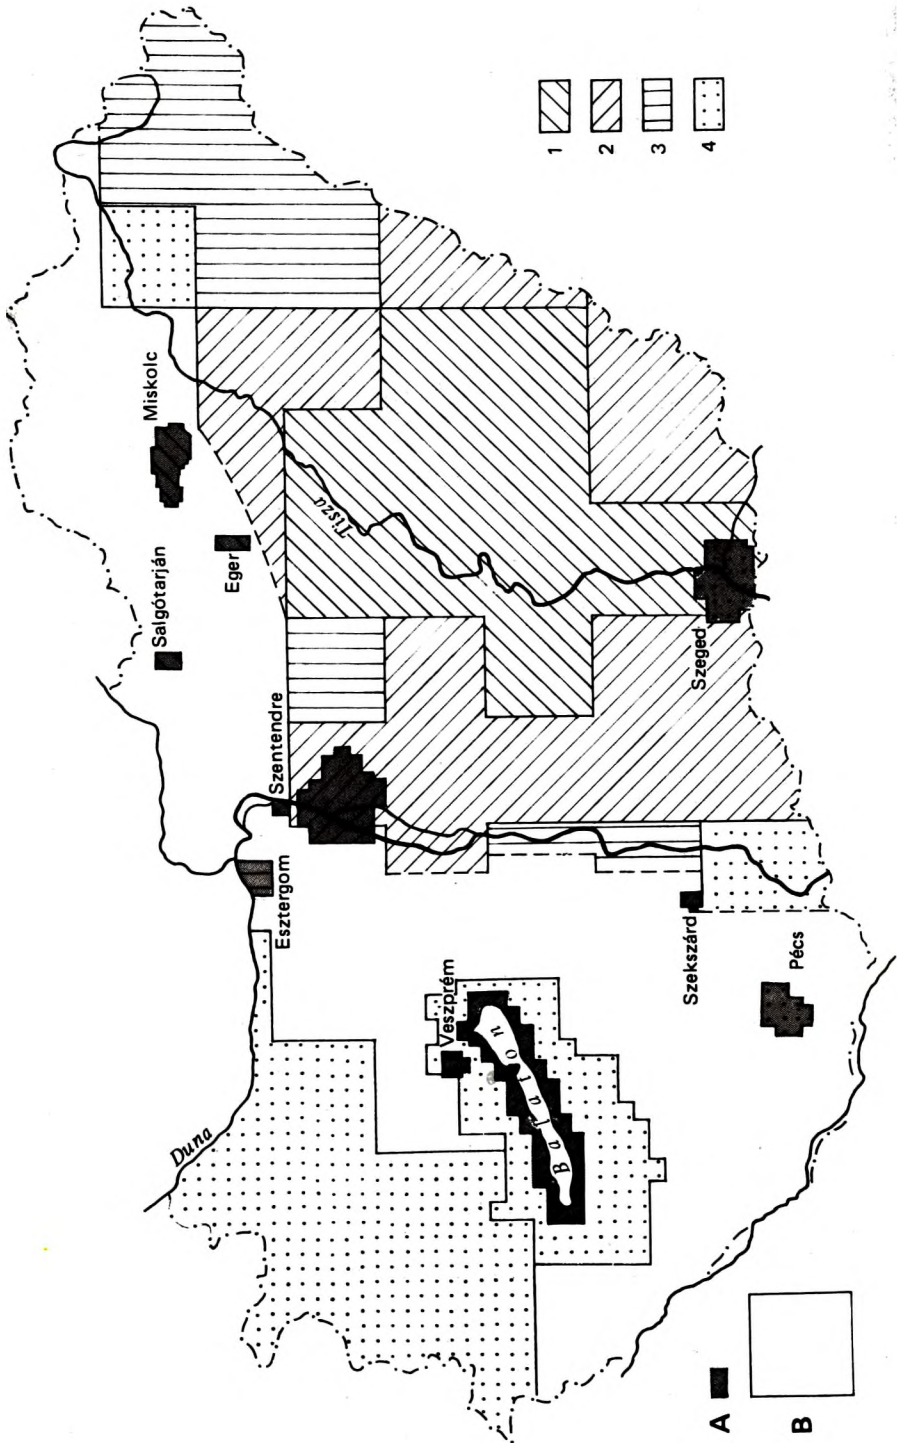 Miskolc
Salgótarján
Eger
Szentendre
Esztergom
Duna
Tisza
Veszprém
Balaton
Szekszárd
Pécs
Szeged
1
2
3
4
A
B